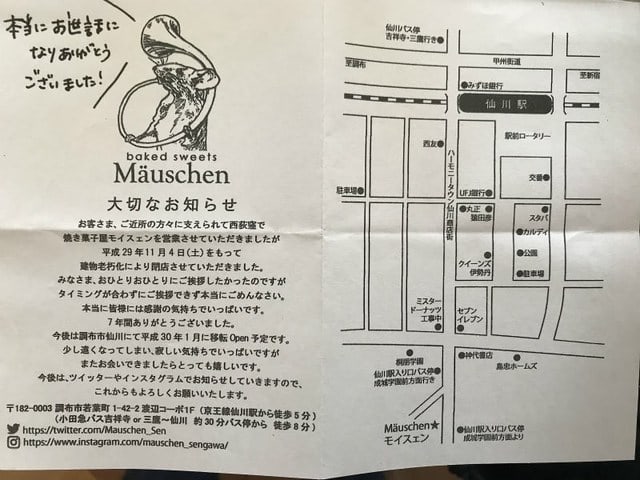 本当にお世話に
なりありがとう
ございました!
baked sweets
Mäuschen
大切なお知らせ
お客さま、ご近所の方々に支えられて西荻窪で
焼き菓子屋モイスェンを営業させていただきましたが
平成29年11月4日(土)をもって
建物老朽化により閉店させていただきました。
みなさま、おひとりおひとりにご挨拶したかったのですが
タイミングが合わずにご挨拶できず本当にごめんなさい。
本当に皆様には感謝の気持ちでいっぱいです。
7年間ありがとうございました。
今後は調布市仙川にて平成30年1月に移転Open予定です。
少し遠くなってしまい、寂しい気持ちでいっぱいですが
またお会いできましたらとっても嬉しいです。
今後は、ツイッターやインスタグラムでお知らせしていきますので、
これからもよろしくお願いいたします。
〒182-0003 調布市若葉町1-42-2 渡辺コーポ1F(京王線仙川駅から徒歩5分)
(小田急バス吉祥寺or三鷹〜仙川 約30分バス停から 徒歩8分)
https://twitter.com/Mauschen_Sen
https://www.instagram.com/mauschen_sengawa/
仙川バス停
吉祥寺・三鷹行き
甲州街道
至調布
至新宿
みずほ銀行
仙川駅
西友
駅前ロータリー
ハーモニータウン仙川商店街
交番
駐車場
UFJ銀行
丸正
猿田彦
スタバ
カルディ
公園
クイーンズ
伊勢丹
駐車場
ミスター
ドーナッツ
工事中
セブン
イレブン
桐朋学園
神代書店
島忠ホームズ
仙川駅入り口バス停
成城学園前方面行き
Mäuschen★
モイスェン
仙川駅入り口バス停
成城学園前方面より